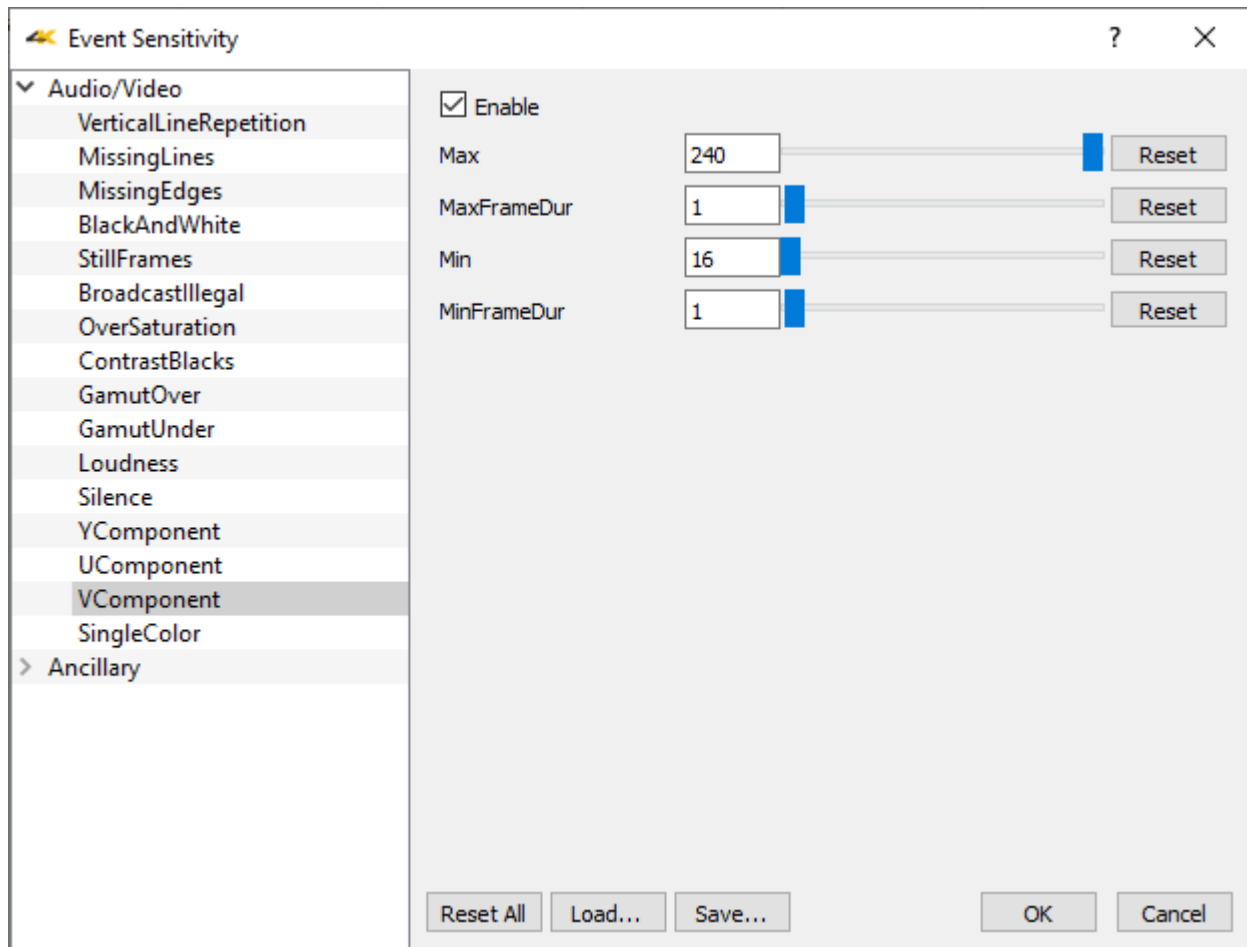 4K Event Sensitivity ?
Audio/Video
VerticalLineRepetition
MissingLines
MissingEdges
BlackAndWhite
StillFrames
BroadcastIllegal
OverSaturation
ContrastBlacks
GamutOver
GamutUnder
Loudness
Silence
YComponent
UComponent
VComponent
SingleColor
Ancillary
Enable
Max 240 Reset
MaxFrameDur 1 Reset
Min 16 Reset
MinFrameDur 1 Reset
Reset All Load... Save... OK Cancel